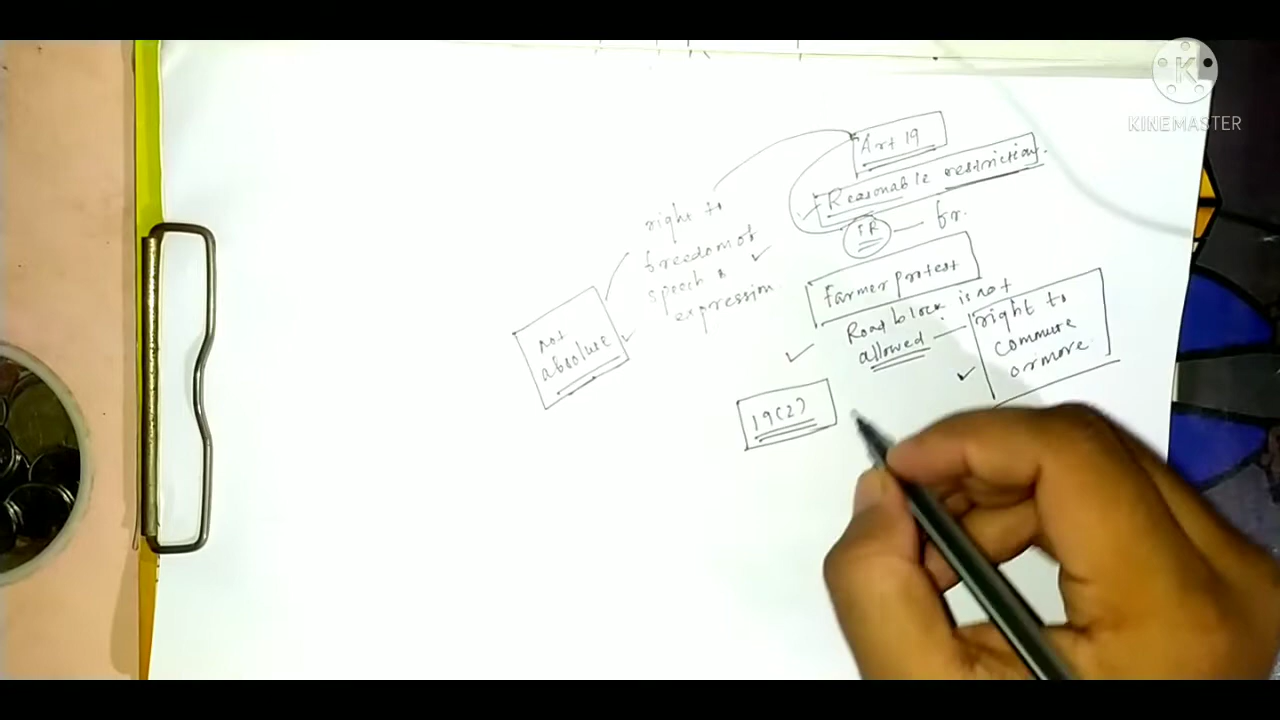 KINEMASTER
Art 19
Reasonable restriction.
FR
for.
right to
freedom of
speech &
expression
not
absolute
Farmer Protest
Road block is not
allowed
right to
commute
or move.
19(2)